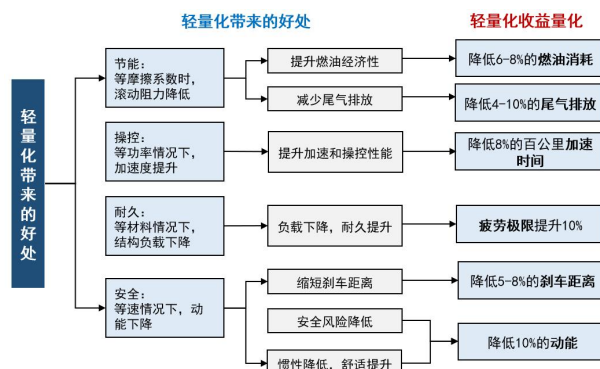 轻量化带来的好处
轻量化收益量化
轻量化带来的好处
节能：
等摩擦系数时，
滚动阻力降低
提升燃油经济性
降低6-8%的燃油消耗
减少尾气排放
降低4-10%的尾气排放
操控：
等功率情况下，
加速度提升
提升加速和操控性能
降低8%的百公里加速
时间
耐久：
等材料情况下，
结构负载下降
负载下降，耐久提升
疲劳极限提升10%
安全：
等速情况下，动
能下降
缩短刹车距离
降低5-8%的刹车距离
安全风险降低
惯性降低，舒适提升
降低10%的动能